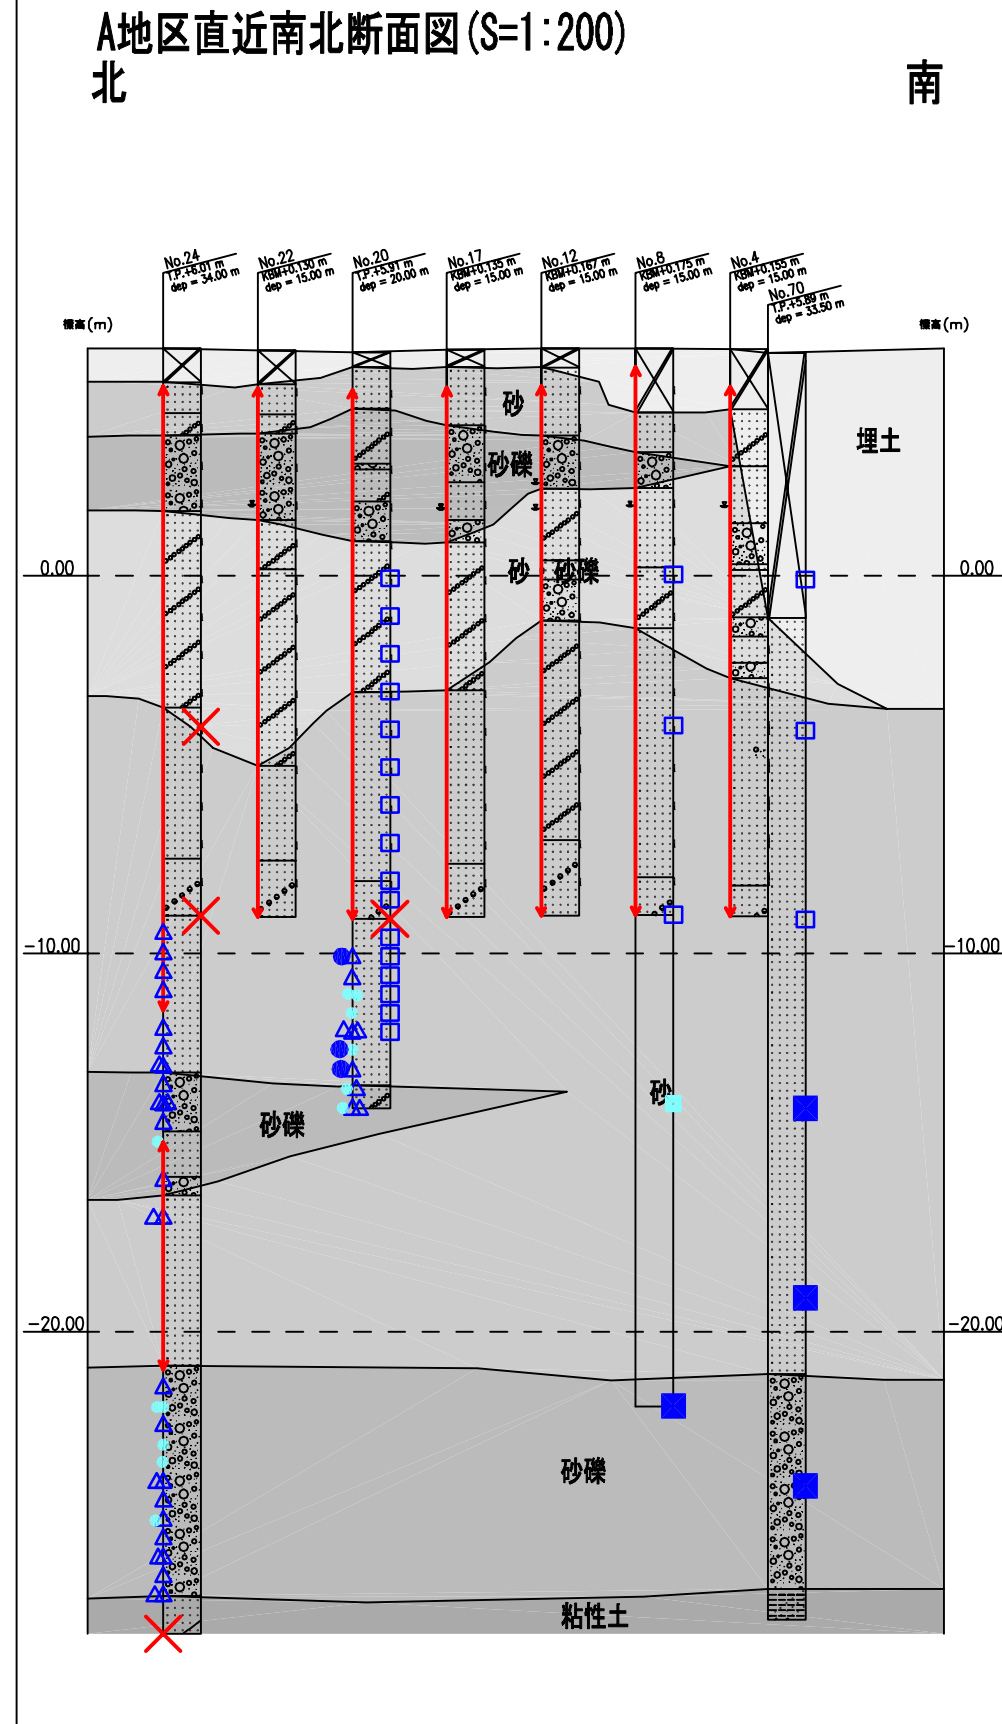 A地区直近南北断面図(S=1:200)
北
南
No.24
T.P.+6.01 m
dep = 34.00 m
No.22
KBM+0.130 m
dep = 15.00 m
No.20
T.P.+5.91 m
dep = 20.00 m
No.17
KBM+0.135 m
dep = 15.00 m
No.12
KBM+0.167 m
dep = 15.00 m
No.8
KBM+0.175 m
dep = 15.00 m
No.4
KBM+0.155 m
dep = 15.00 m
No.70
T.P.+5.89 m
dep = 33.50 m
標高(m)
標高(m)
砂
埋土
砂礫
砂
砂礫
0.00
0.00
-10.00
-10.00
砂
砂礫
-20.00
-20.00
砂礫
粘性土